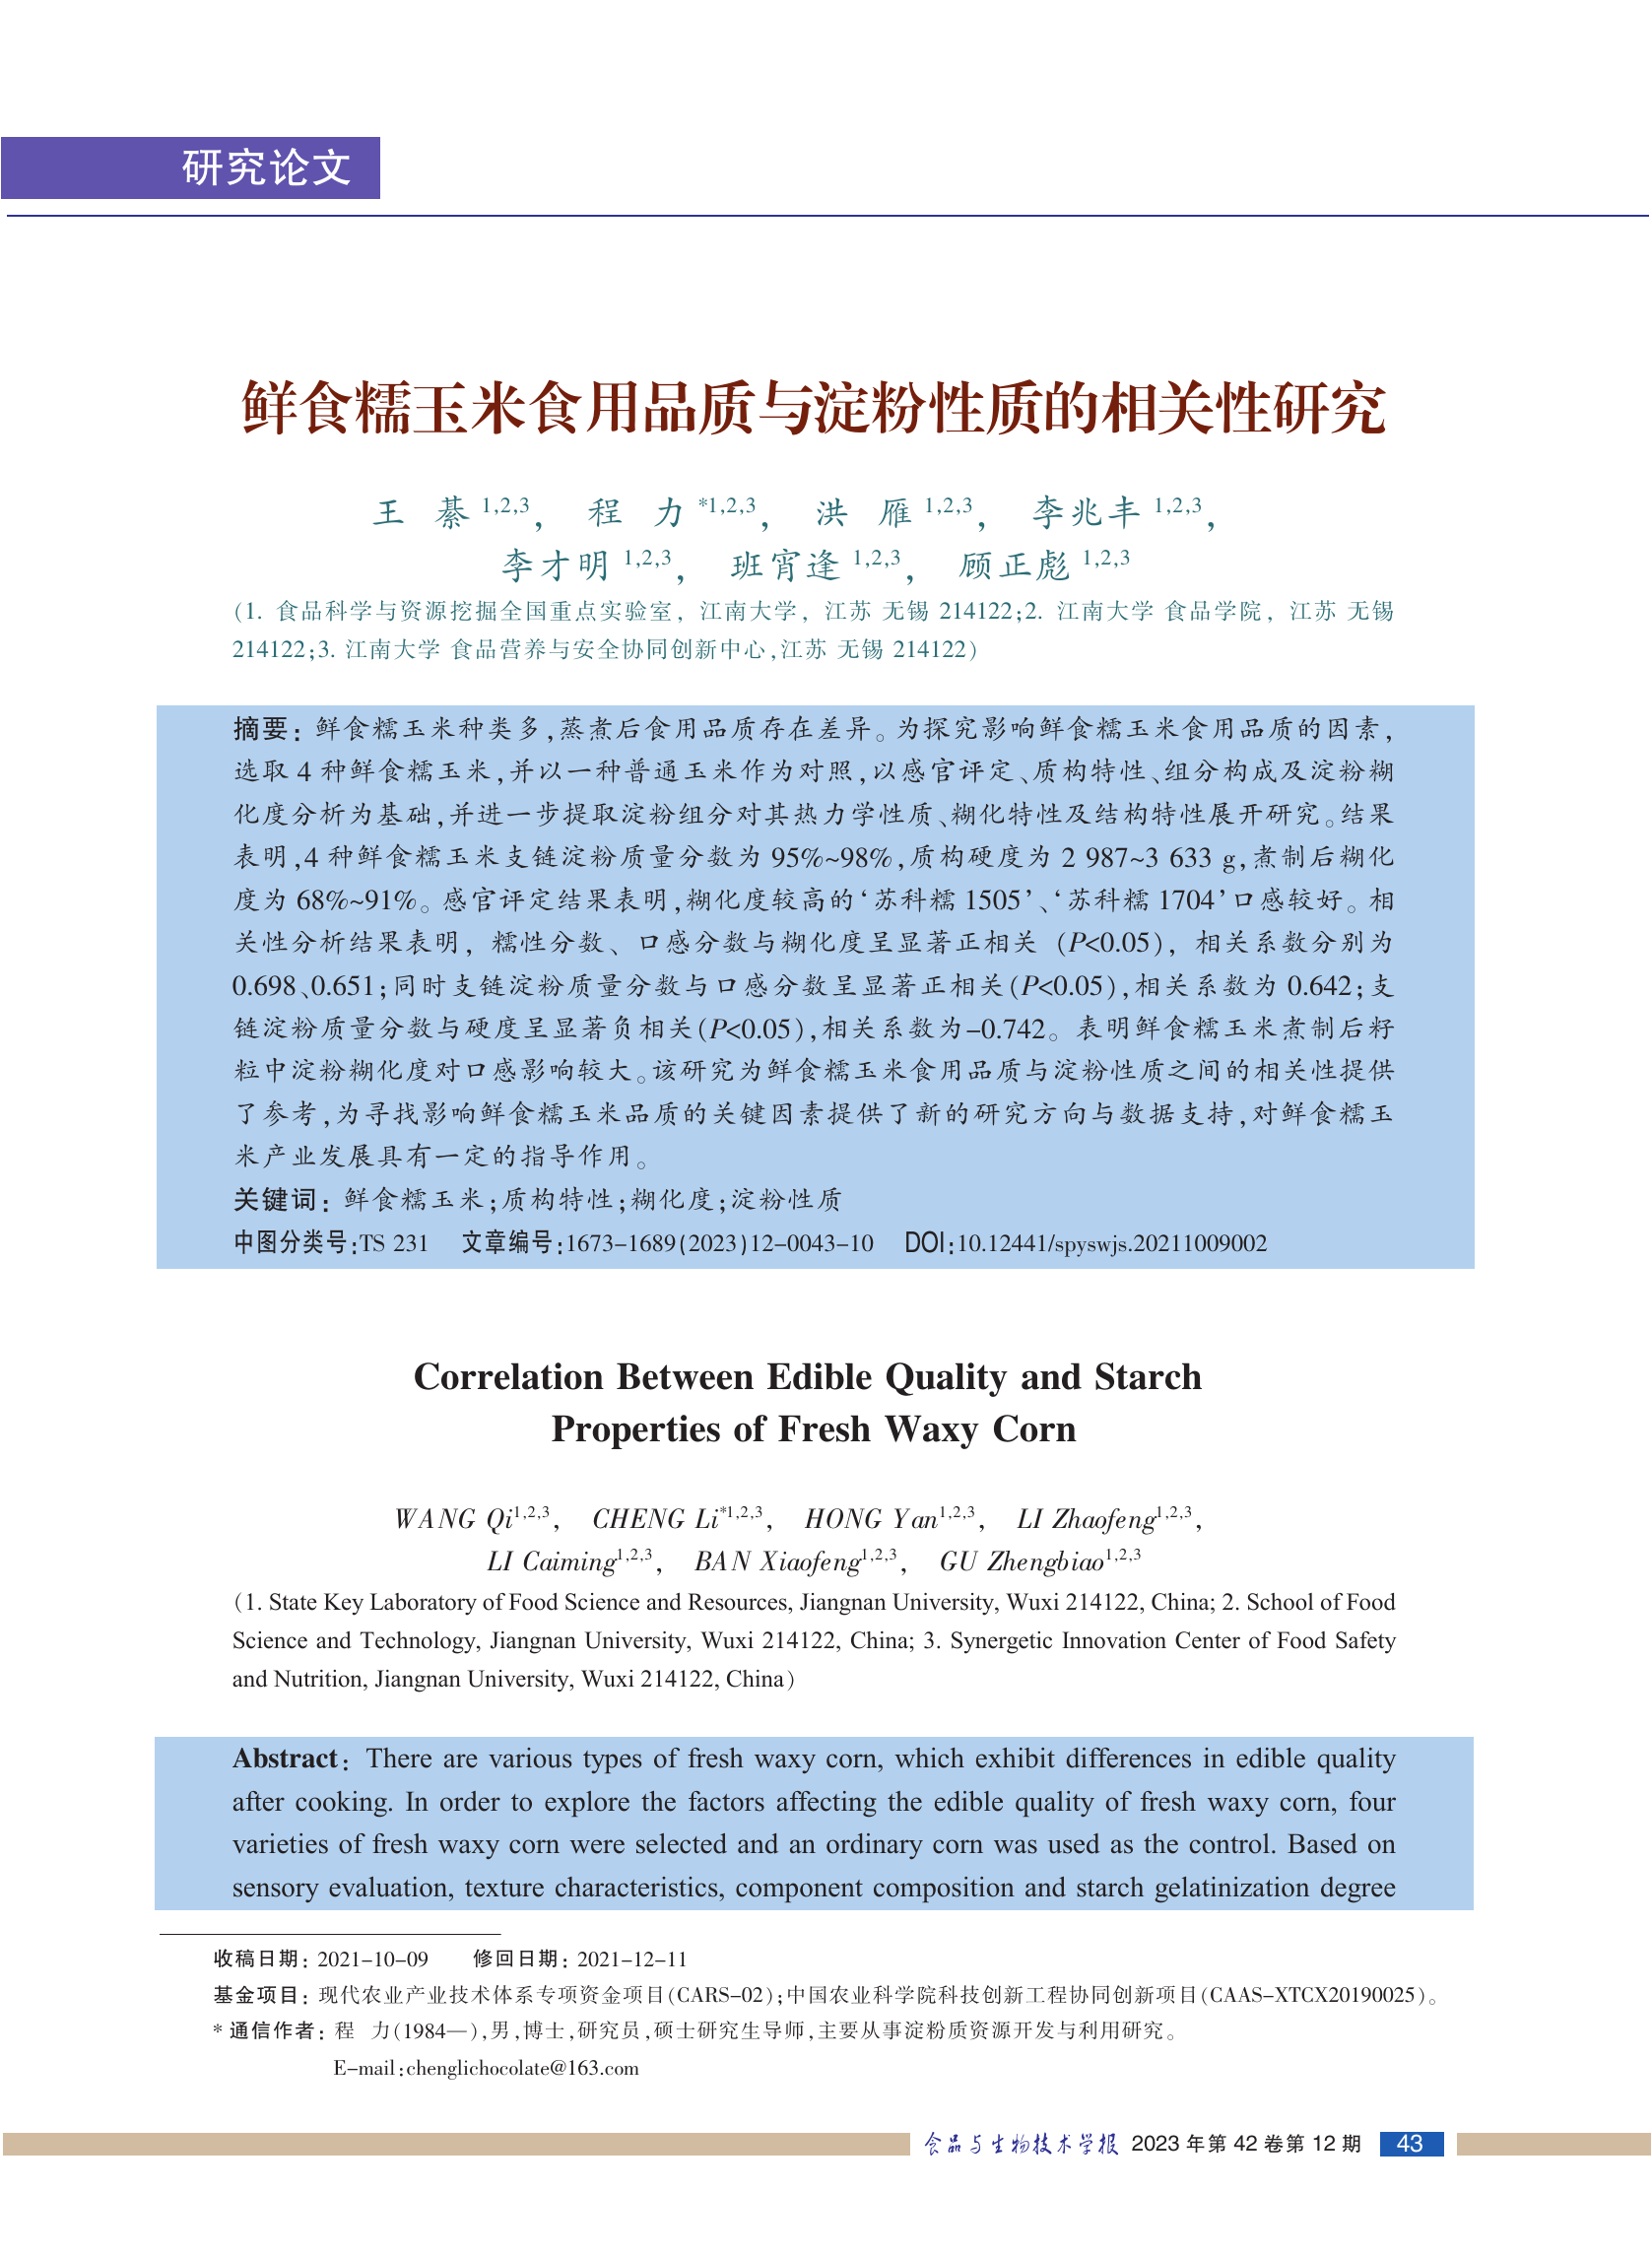 研究论文
鲜食糯玉米食用品质与淀粉性质的相关性研究
王 綦 1,2,3, 程 力 *1,2,3, 洪 雁 1,2,3, 李兆丰 1,2,3,
李才明 1,2,3, 班宵逢 1,2,3, 顾正彪 1,2,3
(1. 食品科学与资源挖掘全国重点实验室, 江南大学, 江苏 无锡 214122;2. 江南大学 食品学院, 江苏 无锡
214122;3. 江南大学 食品营养与安全协同创新中心,江苏 无锡 214122)
摘要: 鲜食糯玉米种类多,蒸煮后食用品质存在差异。为探究影响鲜食糯玉米食用品质的因素,
选取 4 种鲜食糯玉米,并以一种普通玉米作为对照,以感官评定、质构特性、组分构成及淀粉糊
化度分析为基础,并进一步提取淀粉组分对其热力学性质、糊化特性及结构特性展开研究。结果
表明,4 种鲜食糯玉米支链淀粉质量分数为 95%~98%,质构硬度为 2 987~3 633 g,煮制后糊化
度为 68%~91%。感官评定结果表明,糊化度较高的‘苏科糯 1505’、‘苏科糯 1704’口感较好。相
关性分析结果表明, 糯性分数、口感分数与糊化度呈显著正相关 (P<0.05), 相关系数分别为
0.698、0.651;同时支链淀粉质量分数与口感分数呈显著正相关(P<0.05),相关系数为 0.642;支
链淀粉质量分数与硬度呈显著负相关(P<0.05),相关系数为-0.742。表明鲜食糯玉米煮制后籽
粒中淀粉糊化度对口感影响较大。该研究为鲜食糯玉米食用品质与淀粉性质之间的相关性提供
了参考,为寻找影响鲜食糯玉米品质的关键因素提供了新的研究方向与数据支持,对鲜食糯玉
米产业发展具有一定的指导作用。
关键词: 鲜食糯玉米;质构特性;糊化度;淀粉性质
中图分类号:TS 231 文章编号:1673-1689(2023)12-0043-10 DOI:10.12441/spyswjs.20211009002
Correlation Between Edible Quality and Starch
Properties of Fresh Waxy Corn
WANG Qi1,2,3, CHENG Li*1,2,3, HONG Yan1,2,3, LI Zhaofeng1,2,3,
LI Caiming1,2,3, BAN Xiaofeng1,2,3, GU Zhengbiao1,2,3
(1. State Key Laboratory of Food Science and Resources, Jiangnan University, Wuxi 214122, China; 2. School of Food
Science and Technology, Jiangnan University, Wuxi 214122, China; 3. Synergetic Innovation Center of Food Safety
and Nutrition, Jiangnan University, Wuxi 214122, China)
Abstract: There are various types of fresh waxy corn, which exhibit differences in edible quality
after cooking. In order to explore the factors affecting the edible quality of fresh waxy corn, four
varieties of fresh waxy corn were selected and an ordinary corn was used as the control. Based on
sensory evaluation, texture characteristics, component composition and starch gelatinization degree
收稿日期: 2021-10-09 修回日期: 2021-12-11
基金项目: 现代农业产业技术体系专项资金项目(CARS-02);中国农业科学院科技创新工程协同创新项目(CAAS-XTCX20190025)。
* 通信作者: 程 力(1984—),男,博士,研究员,硕士研究生导师,主要从事淀粉质资源开发与利用研究。
E-mail:chenglichocolate@163.com
食品与生物技术学报 2023 年第 42 卷第 12 期 43